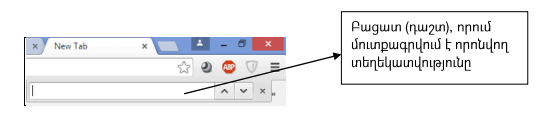 New Tab
ABP
Բացատ (դաշտ), որում
մուտքագրվում է որոնվող
տեղեկատվությունը